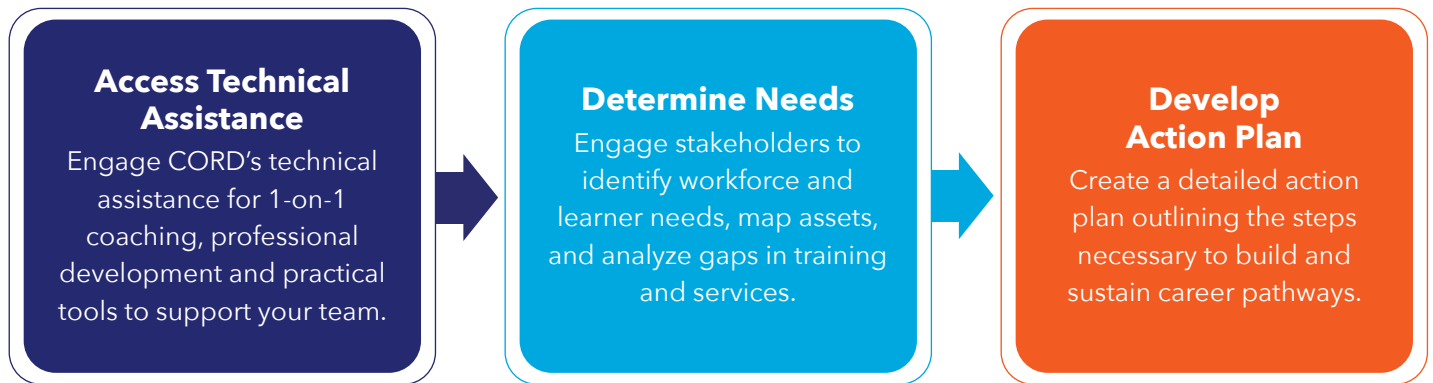 Access Technical
Assistance
Engage CORD’s technical
assistance for 1-on-1
coaching, professional
development and practical
tools to support your team.
Determine Needs
Engage stakeholders to
identify workforce and
learner needs, map assets,
and analyze gaps in training
and services.
Develop
Action Plan
Create a detailed action
plan outlining the steps
necessary to build and
sustain career pathways.